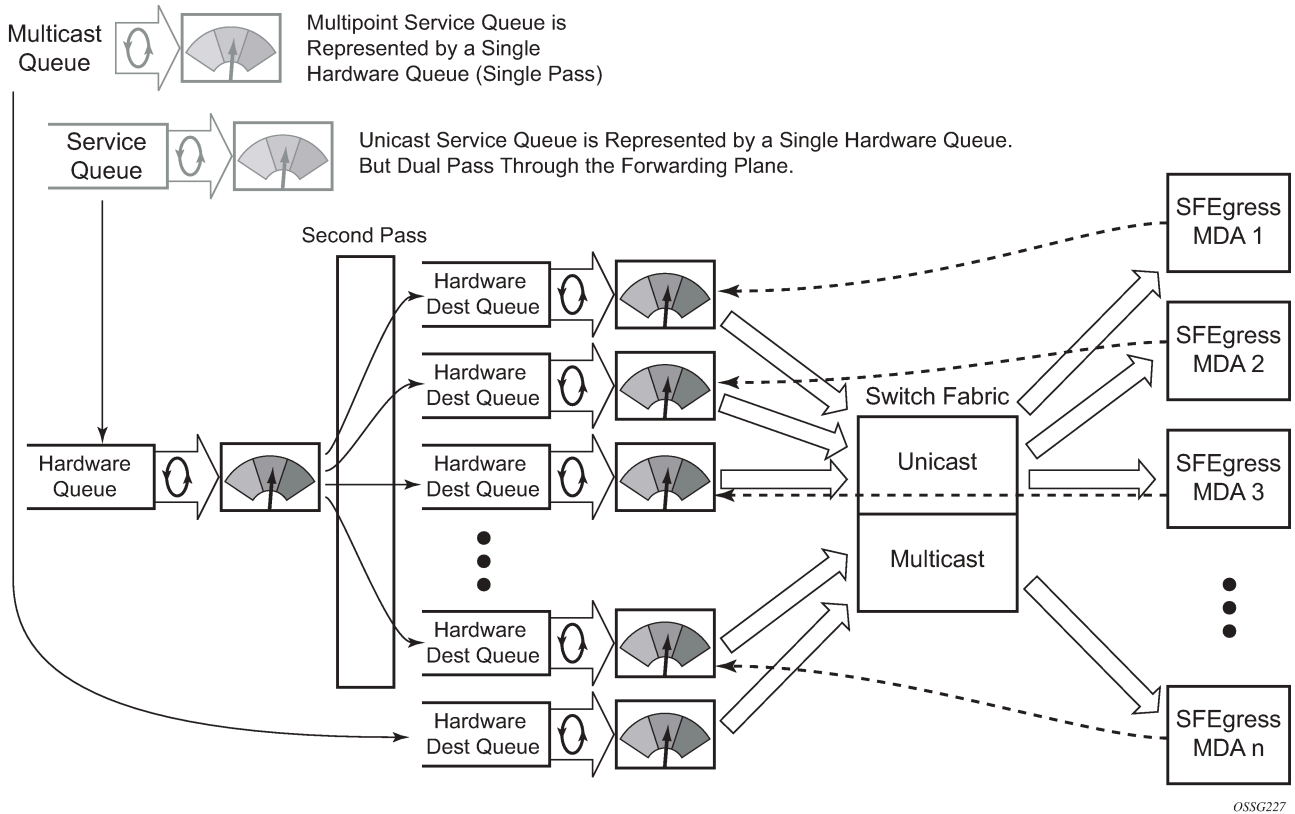 Multicast
Queue
Multipoint Service Queue is
Represented by a Single
Hardware Queue (Single Pass)
Service
Queue
Unicast Service Queue is Represented by a Single Hardware Queue.
But Dual Pass Through the Forwarding Plane.
Second Pass
Hardware
Queue
Hardware
Dest Queue
Hardware
Dest Queue
Hardware
Dest Queue
Hardware
Dest Queue
Hardware
Dest Queue
Switch Fabric
Unicast
Multicast
SFEgress
MDA 1
SFEgress
MDA 2
SFEgress
MDA 3
SFEgress
MDA n
OSSG227